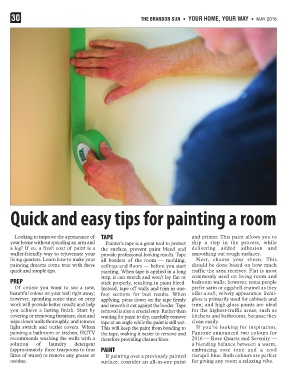 30
THE BRANDON SUN • YOUR HOME, YOUR WAY • MAY 2016
Quick and easy tips for painting a room
Looking to improve the appearance of
your home without spending an arm and
a leg? If so, a fresh coat of paint is a
wallet-friendly way to rejuvenate your
living quarters. Learn how to make your
painting dreams come true with these
quick and simple tips.
PREP
Of course you want to see a new,
beautiful colour on your wall right away;
however, spending some time on prep
work will provide better results and help
you achieve a lasting finish. Start by
covering or removing furniture, dust and
wipe down walls thoroughly, and remove
light switch and outlet covers. When
painting a bathroom or kitchen, HGTV
recommends washing the walls with a
solution of laundry detergent
(approximately three teaspoons to four
litres of water) to remove any grease or
residue.
TAPE
Painter's tape is a great tool to protect
the surface, prevent paint bleed and
provide professional-looking results. Tape
all borders of the room — molding,
ceilings and floors — before you start
painting. When tape is applied in a long
strip, it can stretch and won't lay flat or
stick properly, resulting in paint bleed.
Instead, tape off walls and trim in one-
foot sections for best results. When
applying, press down on the tape firmly
and smooth it out against the border. Tape
removal is also a crucial step. Rather than
waiting for paint to dry, carefully remove
tape at an angle while the paint is still wet.
This will keep the paint from bonding to
the tape, making it easier to remove and
therefore providing cleaner lines.
PAINT
If painting over a previously painted
surface, consider an all-in-one paint
and primer. This paint allows you to
skip a step in the process, while
delivering added adhesion and
smoothing out rough surfaces.
Next, choose your sheen. This
should be done based on how much
traffic the area receives. Flat is most
commonly used on living room and
bedroom walls; however, some people
prefer satin or eggshell enamel as they
offer a soft, velvety appearance. Semi-
gloss is primarily used for cabinets and
trim; and high-gloss paints are ideal
for the highest-traffic areas, such as
kitchens and bathrooms, because they
clean easily.
If you're looking for inspiration,
Pantone announced two colours for
2016 — Rose Quartz and Serenity —
a blending balance between a warm,
embracing rose tone and a cool
tranquil blue. Both colours are perfect
for giving any room a relaxing vibe.